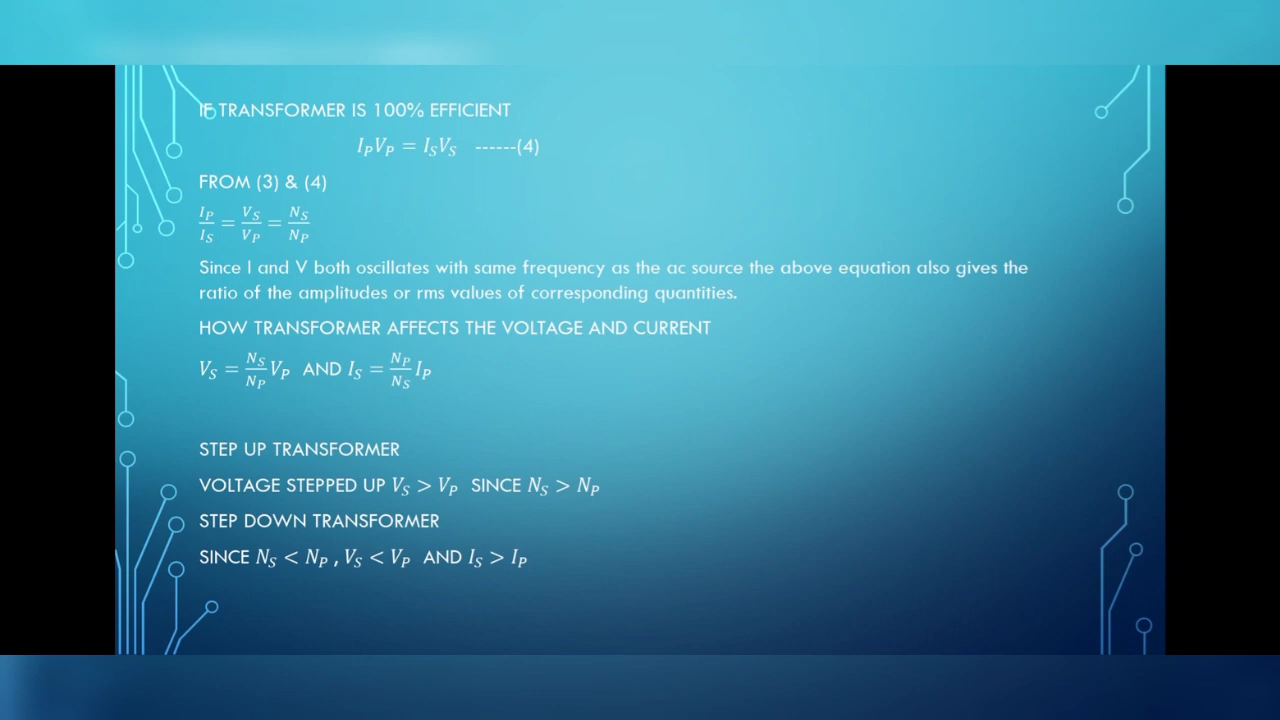 IF TRANSFORMER IS 100% EFFICIENT
I_P V_P = I_S V_S ------(4)
FROM (3) & (4)
I_P/I_S = V_S/V_P = N_S/N_P
Since I and V both oscillates with same frequency as the ac source the above equation also gives the
ratio of the amplitudes or rms values of corresponding quantities.
HOW TRANSFORMER AFFECTS THE VOLTAGE AND CURRENT
V_S = N_S/N_P V_P AND I_S = N_P/N_S I_P
STEP UP TRANSFORMER
VOLTAGE STEPPED UP V_S > V_P SINCE N_S > N_P
STEP DOWN TRANSFORMER
SINCE N_S < N_P , V_S < V_P AND I_S > I_P